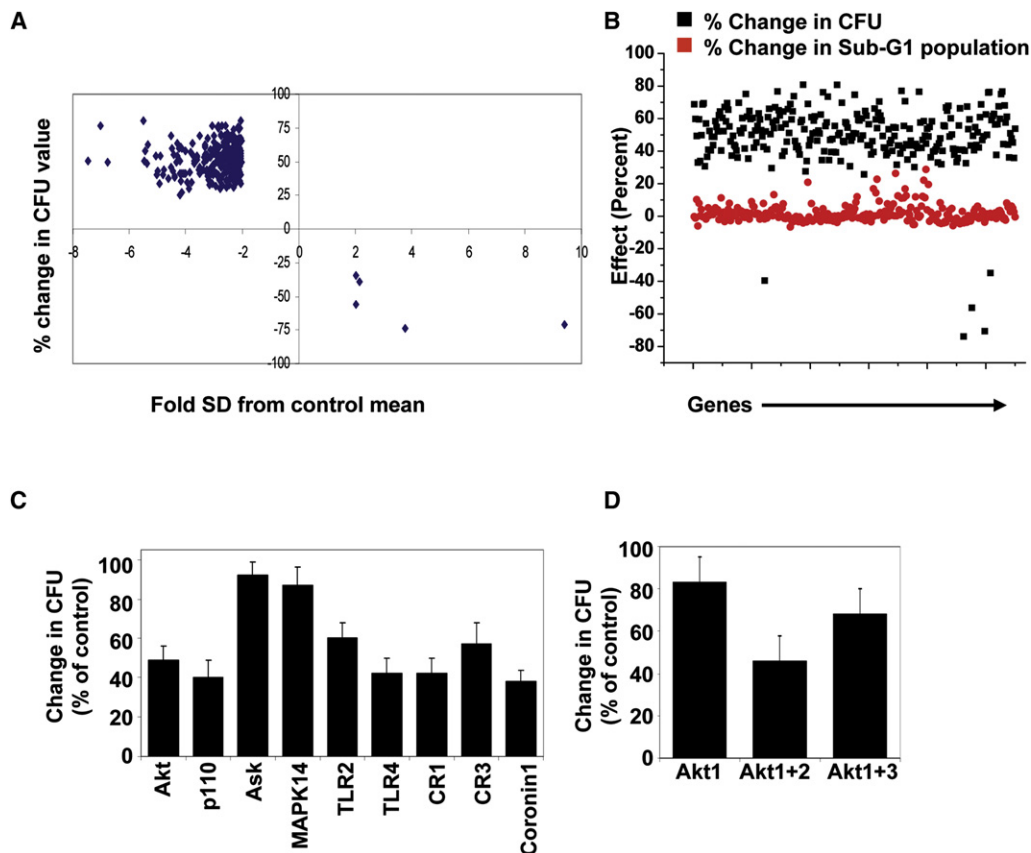 A
% change in CFU value
100
75
50
25
0
-25
-50
-75
-100
-8 -6 -4 -2 0 2 4 6 8 10
Fold SD from control mean
B
% Change in CFU
% Change in Sub-G1 population
Effect (Percent)
100
80
60
40
20
0
-20
-40
-60
-80
Genes
C
Change in CFU
(% of control)
100
80
60
40
20
0
Akt
p110
Ask
MAPK14
TLR2
TLR4
CR1
CR3
Coronin1
D
Change in CFU
(% of control)
100
80
60
40
20
0
Akt1 Akt1+2 Akt1+3